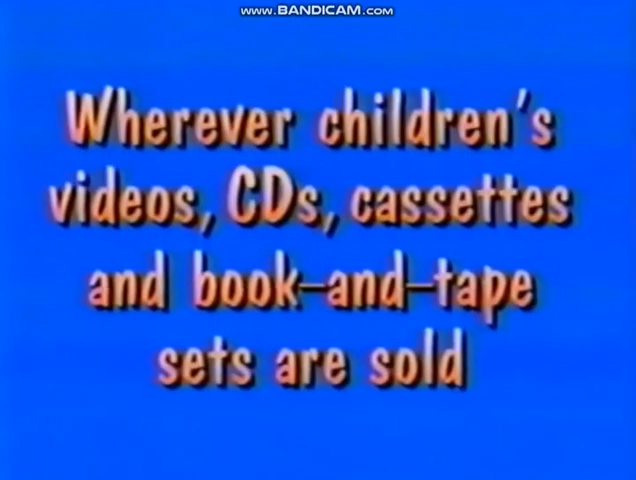 www.BANDICAM.com
Wherever children's
videos, CDs, cassettes
and book-and-tape
sets are sold